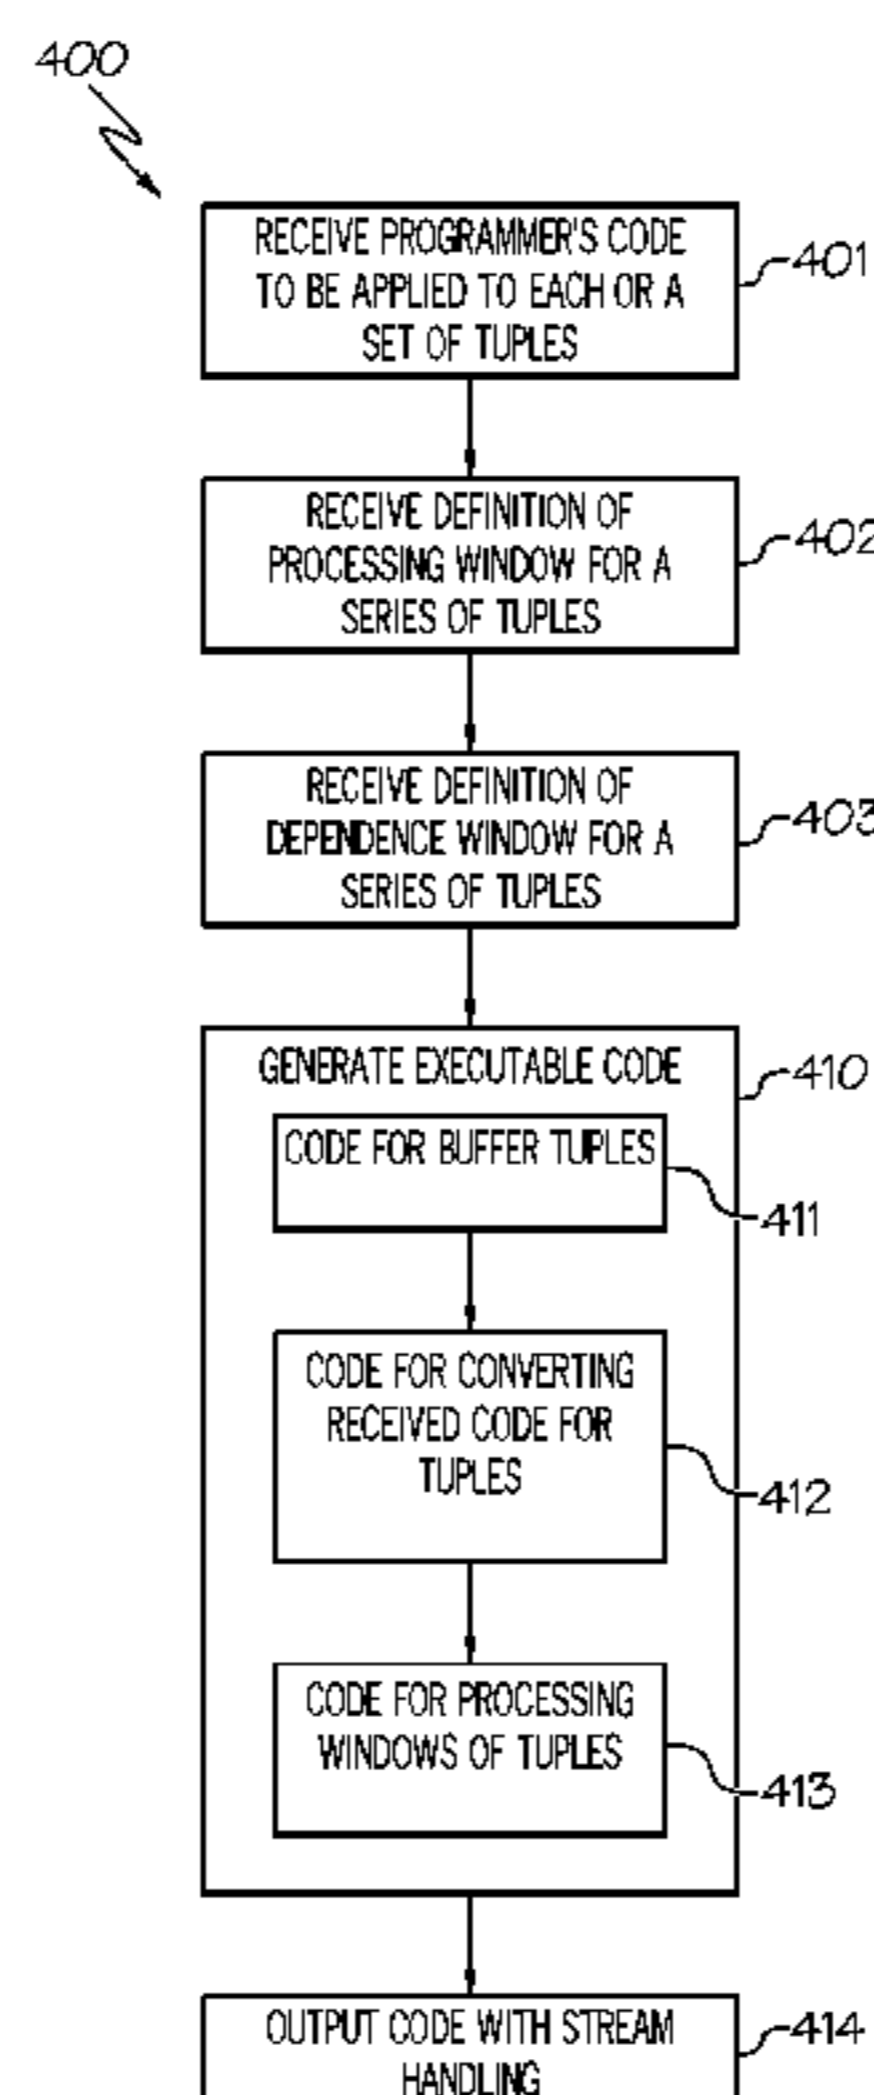 400
RECEIVE PROGRAMMER'S CODE
TO BE APPLIED TO EACH OR A
SET OF TUPLES
401
RECEIVE DEFINITION OF
PROCESSING WINDOW FOR A
SERIES OF TUPLES
402
RECEIVE DEFINITION OF
DEPENDENCE WINDOW FOR A
SERIES OF TUPLES
403
GENERATE EXECUTABLE CODE
410
CODE FOR BUFFER TUPLES
411
CODE FOR CONVERTING
RECEIVED CODE FOR
TUPLES
412
CODE FOR PROCESSING
WINDOWS OF TUPLES
413
OUTPUT CODE WITH STREAM
HANDLING
414